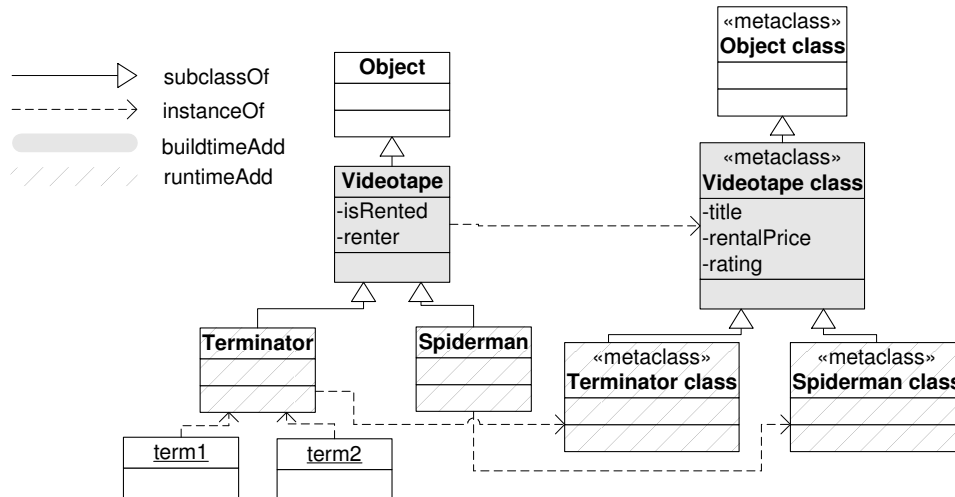 subclassOf
instanceOf
buildtimeAdd
runtimeAdd
Object
«metaclass»
Object class
Videotape
-isRented
-renter
«metaclass»
Videotape class
-title
-rentalPrice
-rating
Terminator
Spiderman
«metaclass»
Terminator class
«metaclass»
Spiderman class
term1
term2